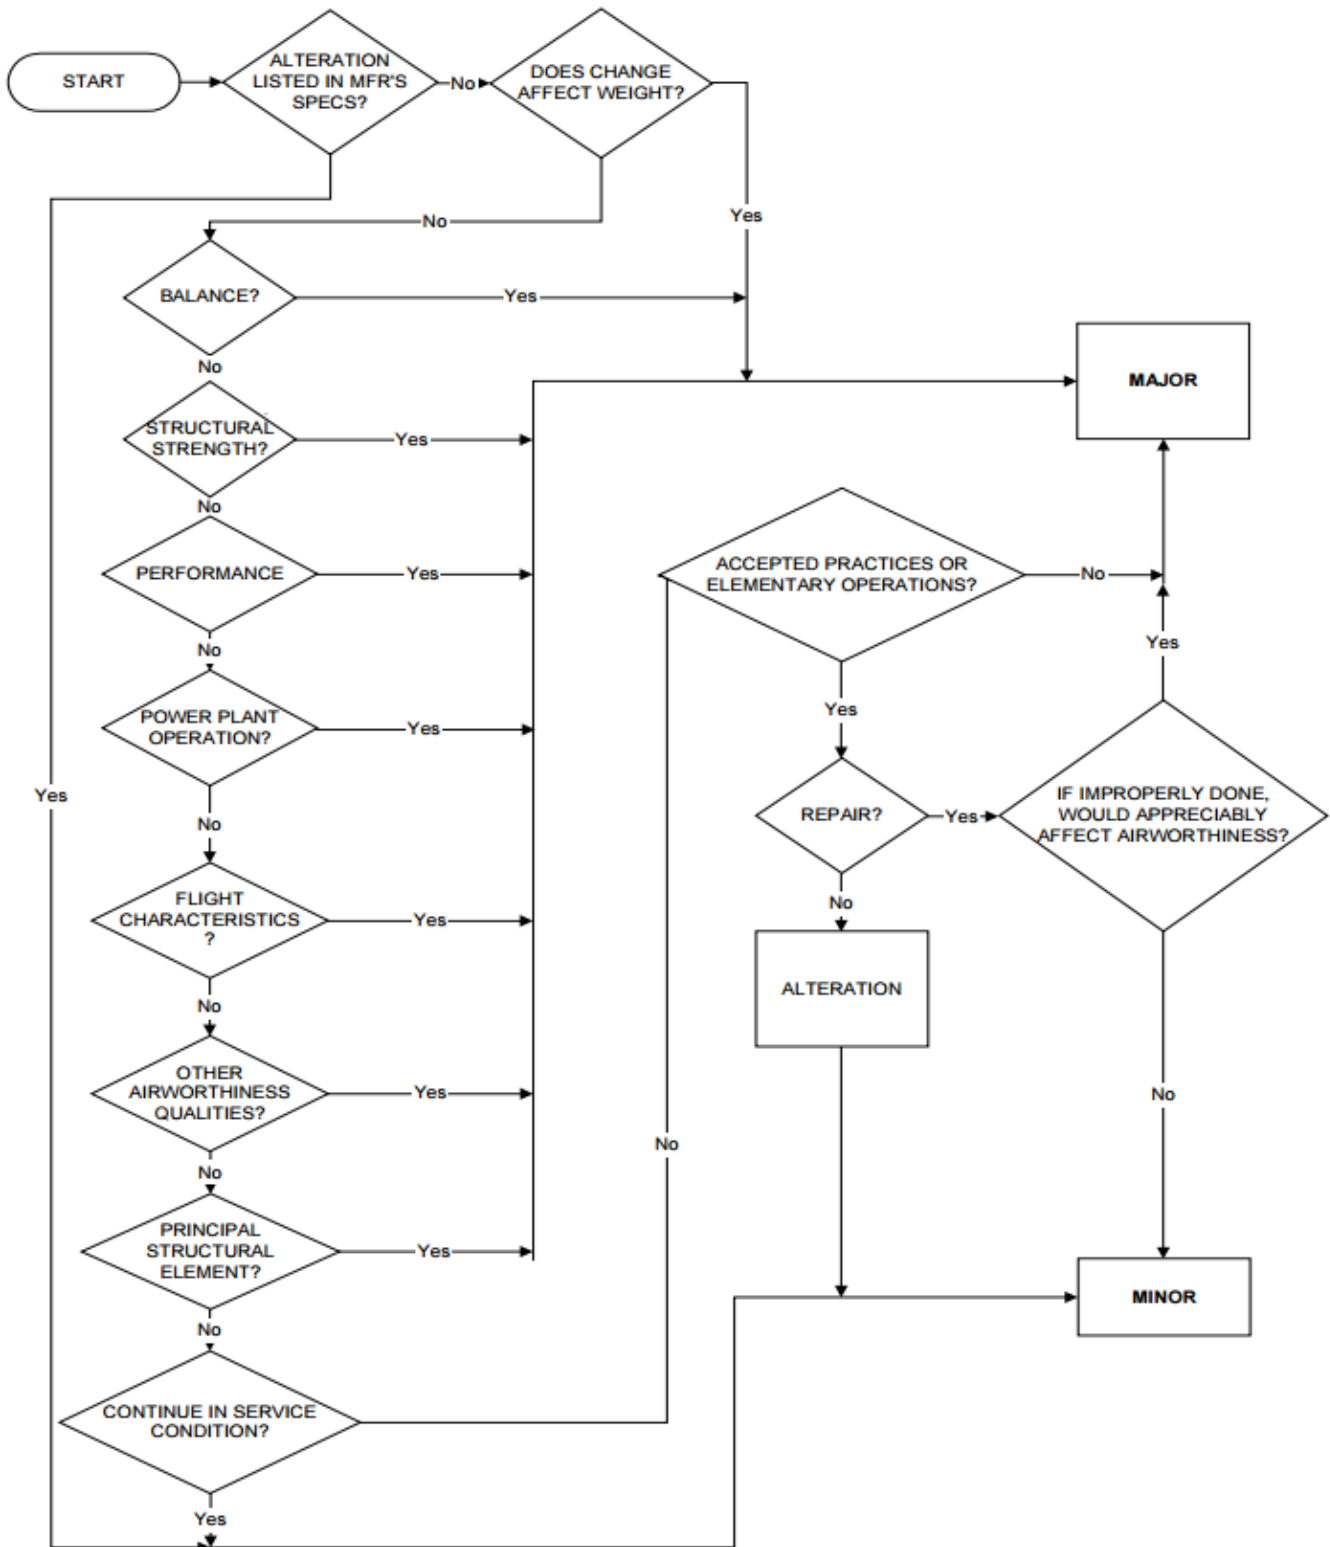 START
ALTERATION
LISTED IN MFR'S
SPECS?
No
DOES CHANGE
AFFECT WEIGHT?
No
Yes
BALANCE?
Yes
No
MAJOR
STRUCTURAL
STRENGTH?
Yes
No
PERFORMANCE
Yes
ACCEPTED PRACTICES OR
ELEMENTARY OPERATIONS?
No
No
Yes
POWER PLANT
OPERATION?
Yes
Yes
Yes
REPAIR?
Yes
IF IMPROPERLY DONE,
WOULD APPRECIABLY
AFFECT AIRWORTHINESS?
No
FLIGHT
CHARACTERISTICS
?
Yes
No
ALTERATION
No
OTHER
AIRWORTHINESS
QUALITIES?
Yes
No
No
No
PRINCIPAL
STRUCTURAL
ELEMENT?
Yes
MINOR
No
CONTINUE IN SERVICE
CONDITION?
Yes